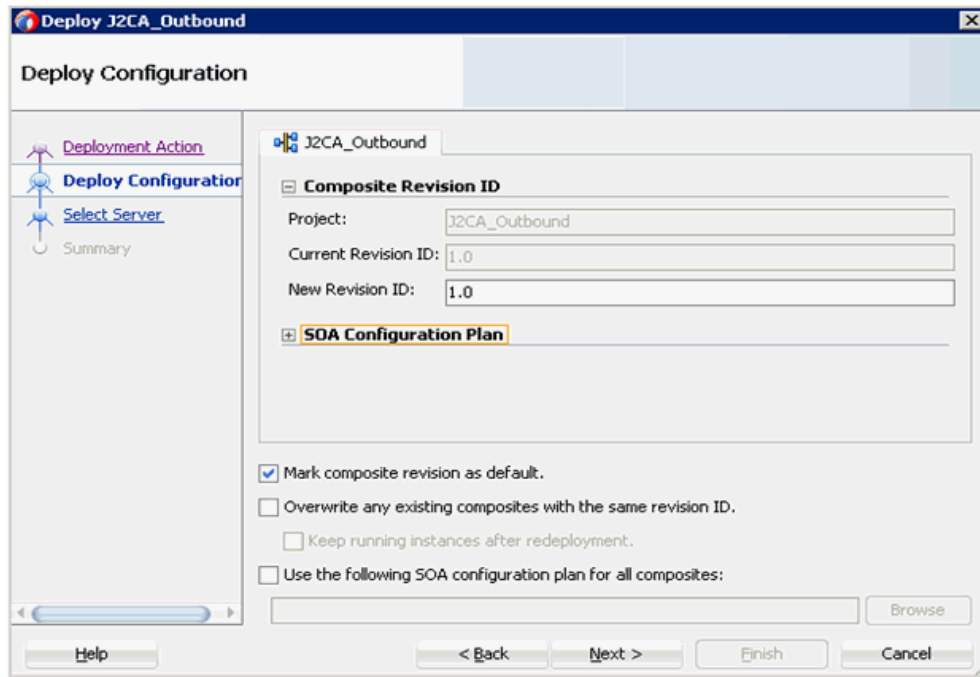 Deploy J2CA_Outbound
Deploy Configuration
Deployment Action
Deploy Configuration
Select Server
Summary
J2CA_Outbound
Composite Revision ID
Project: J2CA_Outbound
Current Revision ID: 1.0
New Revision ID: 1.0
SOA Configuration Plan
Mark composite revision as default.
Overwrite any existing composites with the same revision ID.
Keep running instances after redeployment.
Use the following SOA configuration plan for all composites:
Browse
Help < Back Next > Finish Cancel